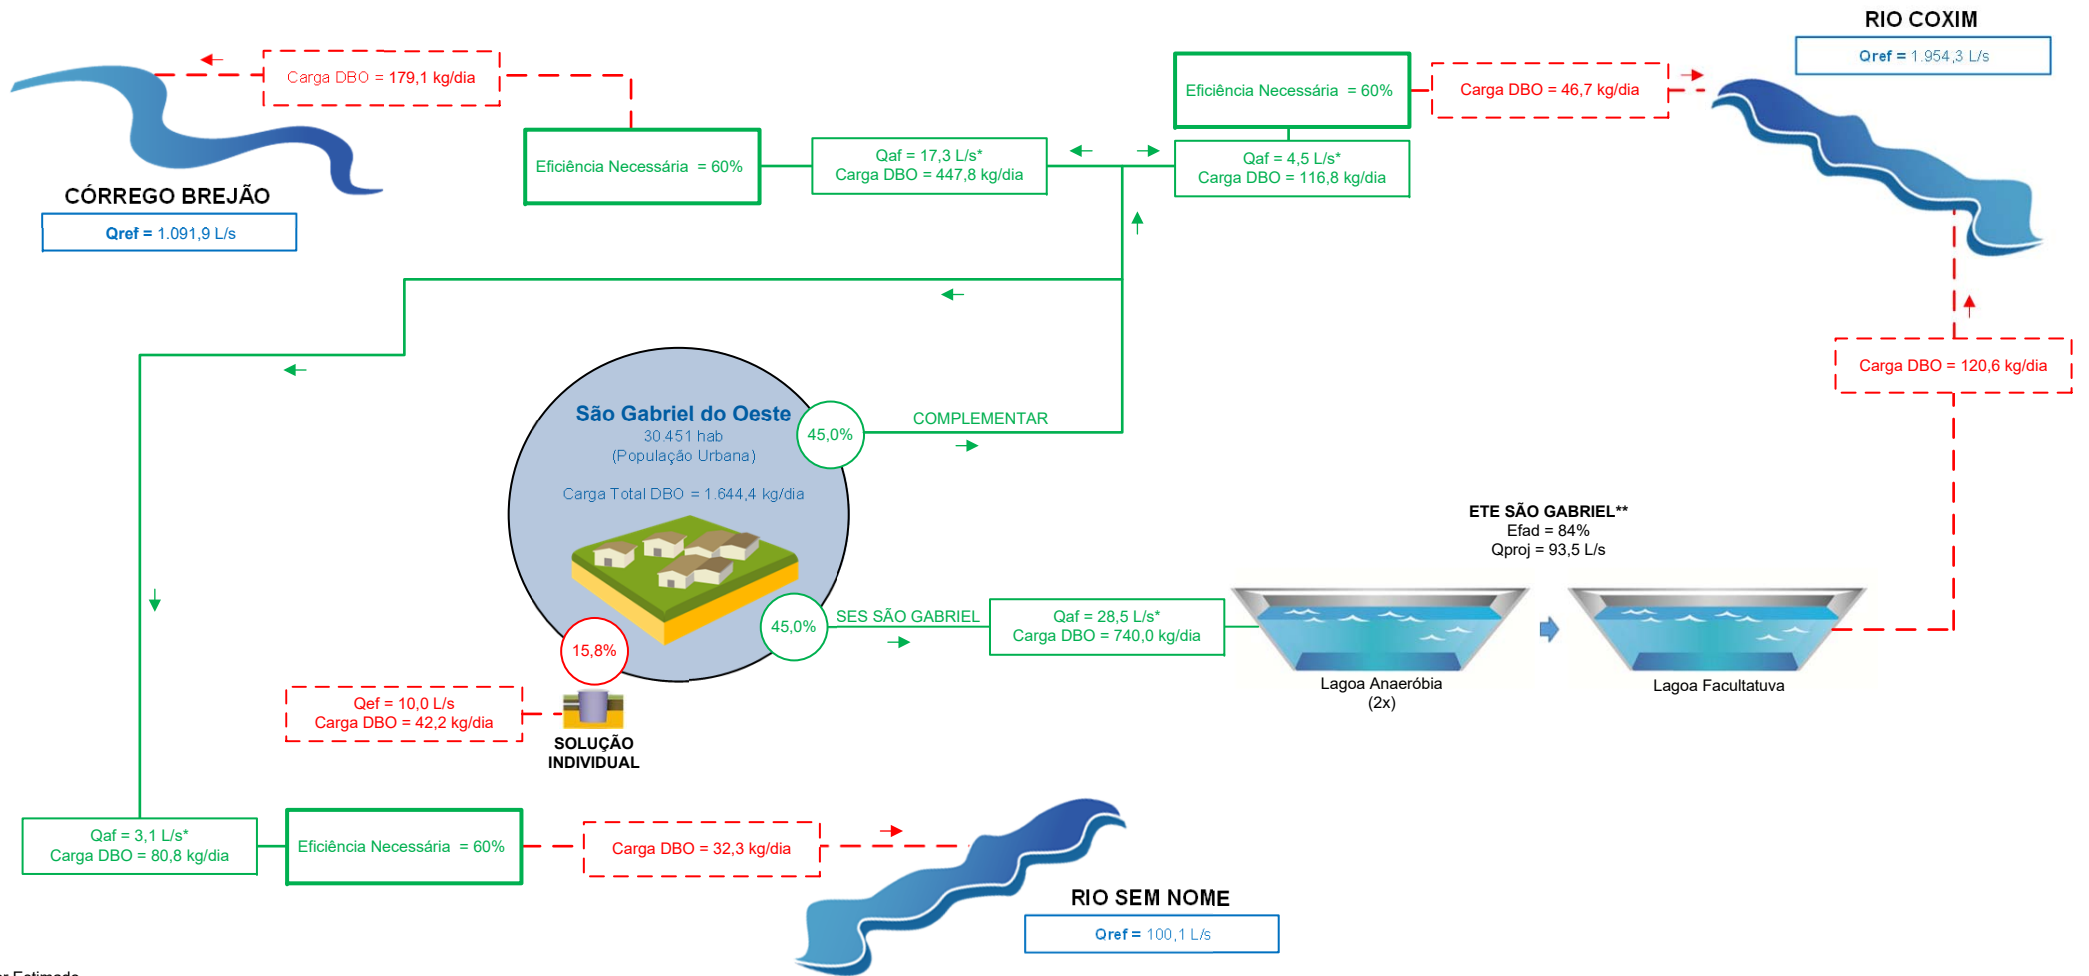 RIO COXIM
Qref = 1.954,3 L/s
Carga DBO = 179,1 kg/dia
Eficiência Necessária = 60%
Carga DBO = 46,7 kg/dia
Eficiência Necessária = 60%
Qaf = 17,3 L/s*
Carga DBO = 447,8 kg/dia
Qaf = 4,5 L/s*
Carga DBO = 116,8 kg/dia
CÓRREGO BREJÃO
Qref = 1.091,9 L/s
Carga DBO = 120,6 kg/dia
São Gabriel do Oeste
30.451 hab
(População Urbana)
Carga Total DBO = 1.644,4 kg/dia
45,0%
COMPLEMENTAR
ETE SÃO GABRIEL**
Efad = 84%
Qproj = 93,5 L/s
45,0%
SES SÃO GABRIEL
Qaf = 28,5 L/s*
Carga DBO = 740,0 kg/dia
15,8%
Lagoa Anaeróbia
(2x)
Lagoa Facultatuva
Qef = 10,0 L/s
Carga DBO = 42,2 kg/dia
SOLUÇÃO
INDIVIDUAL
Qaf = 3,1 L/s*
Carga DBO = 80,8 kg/dia
Eficiência Necessária = 60%
Carga DBO = 32,3 kg/dia
RIO SEM NOME
Qref = 100,1 L/s
Estimado